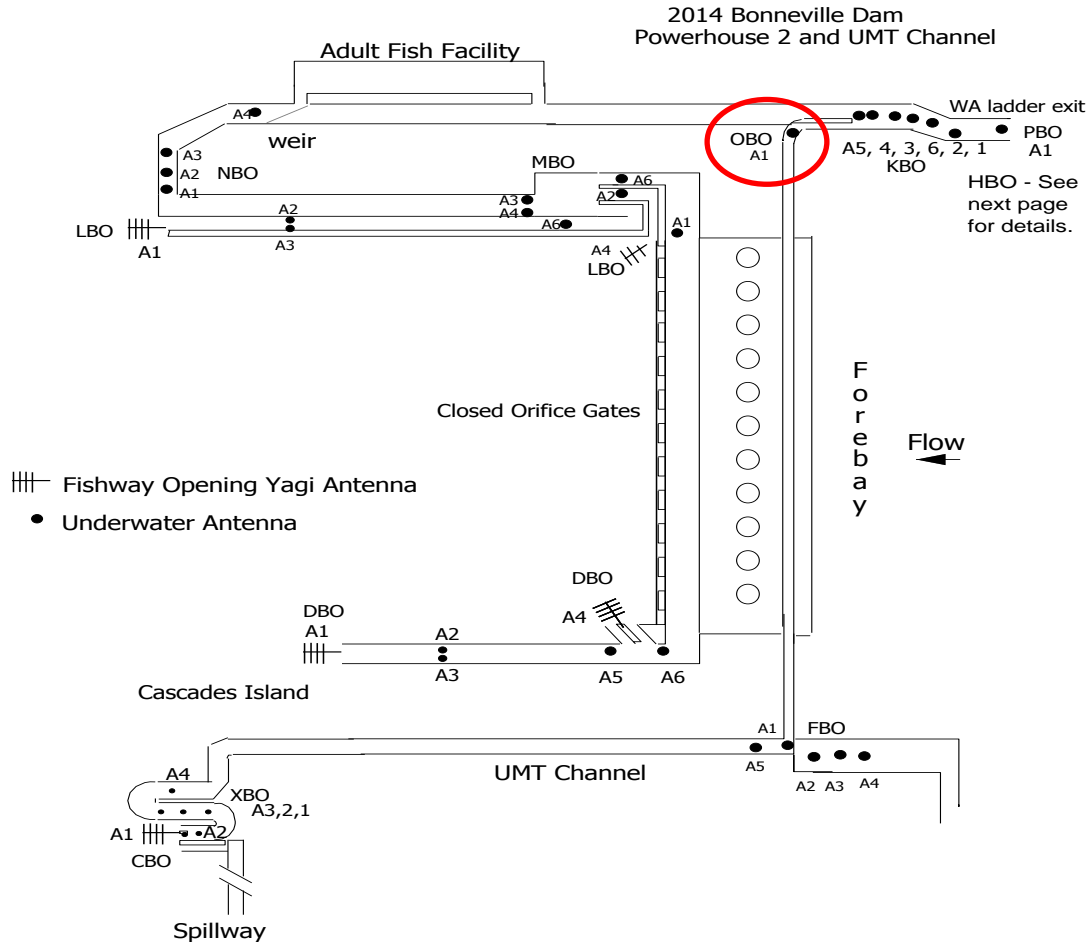 2014 Bonneville Dam
Powerhouse 2 and UMT Channel
Adult Fish Facility
A4
weir
OBO
A1
WA ladder exit
PBO
A1
A5, 4, 3, 6, 2, 1
KBO
HBO - See
next page
for details.
A3
A2
A1
NBO
MBO
A6
A2
A3
A4
A6
A1
A2
A3
LBO
A1
A4
LBO
Closed Orifice Gates
Forebay
Flow
Fishway Opening Yagi Antenna
Underwater Antenna
DBO
A4
DBO
A1
A2
A3
A5
A6
Cascades Island
A1
FBO
A5
A2
A3
A4
UMT Channel
A4
XBO
A3,2,1
A1
A2
CBO
Spillway